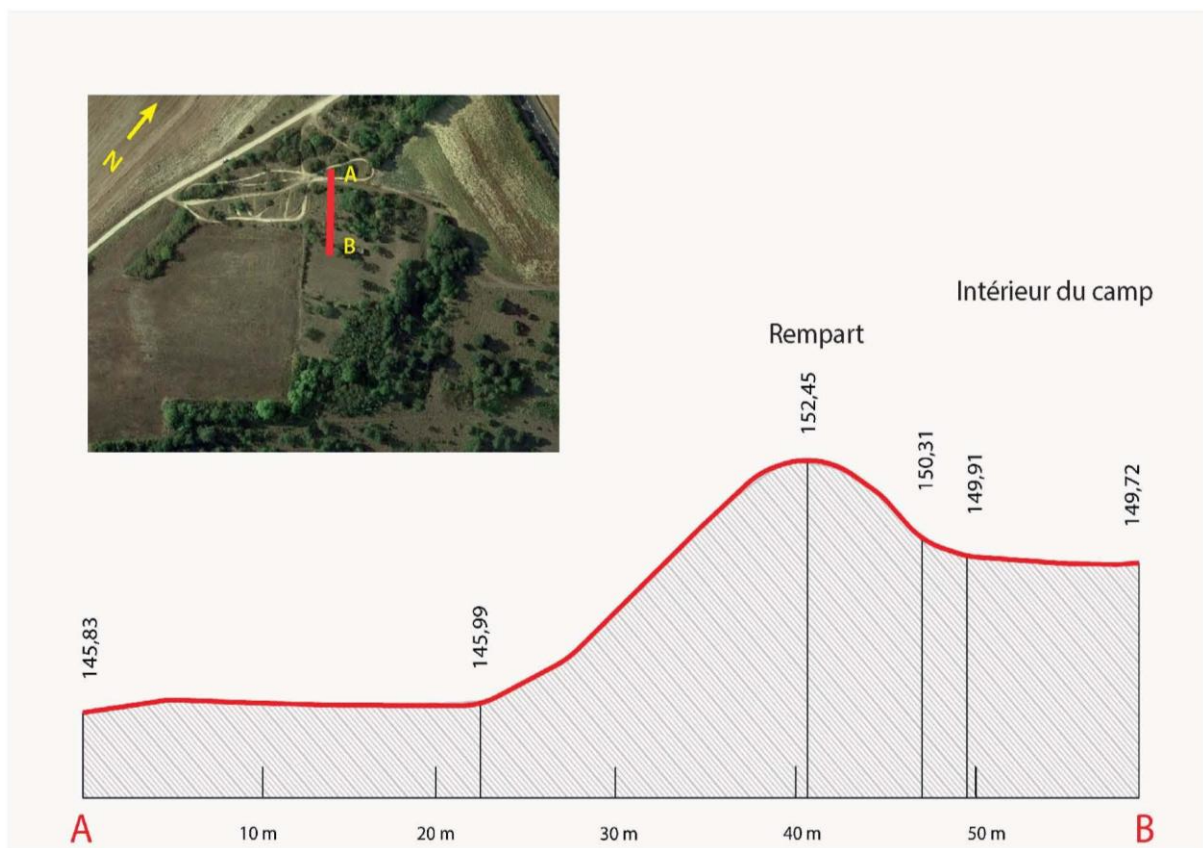 N
A
B
Intérieur du camp
Rempart
152,45
150,31
149,91
149,72
145,99
145,83
A
10 m
20 m
30 m
40 m
50 m
B